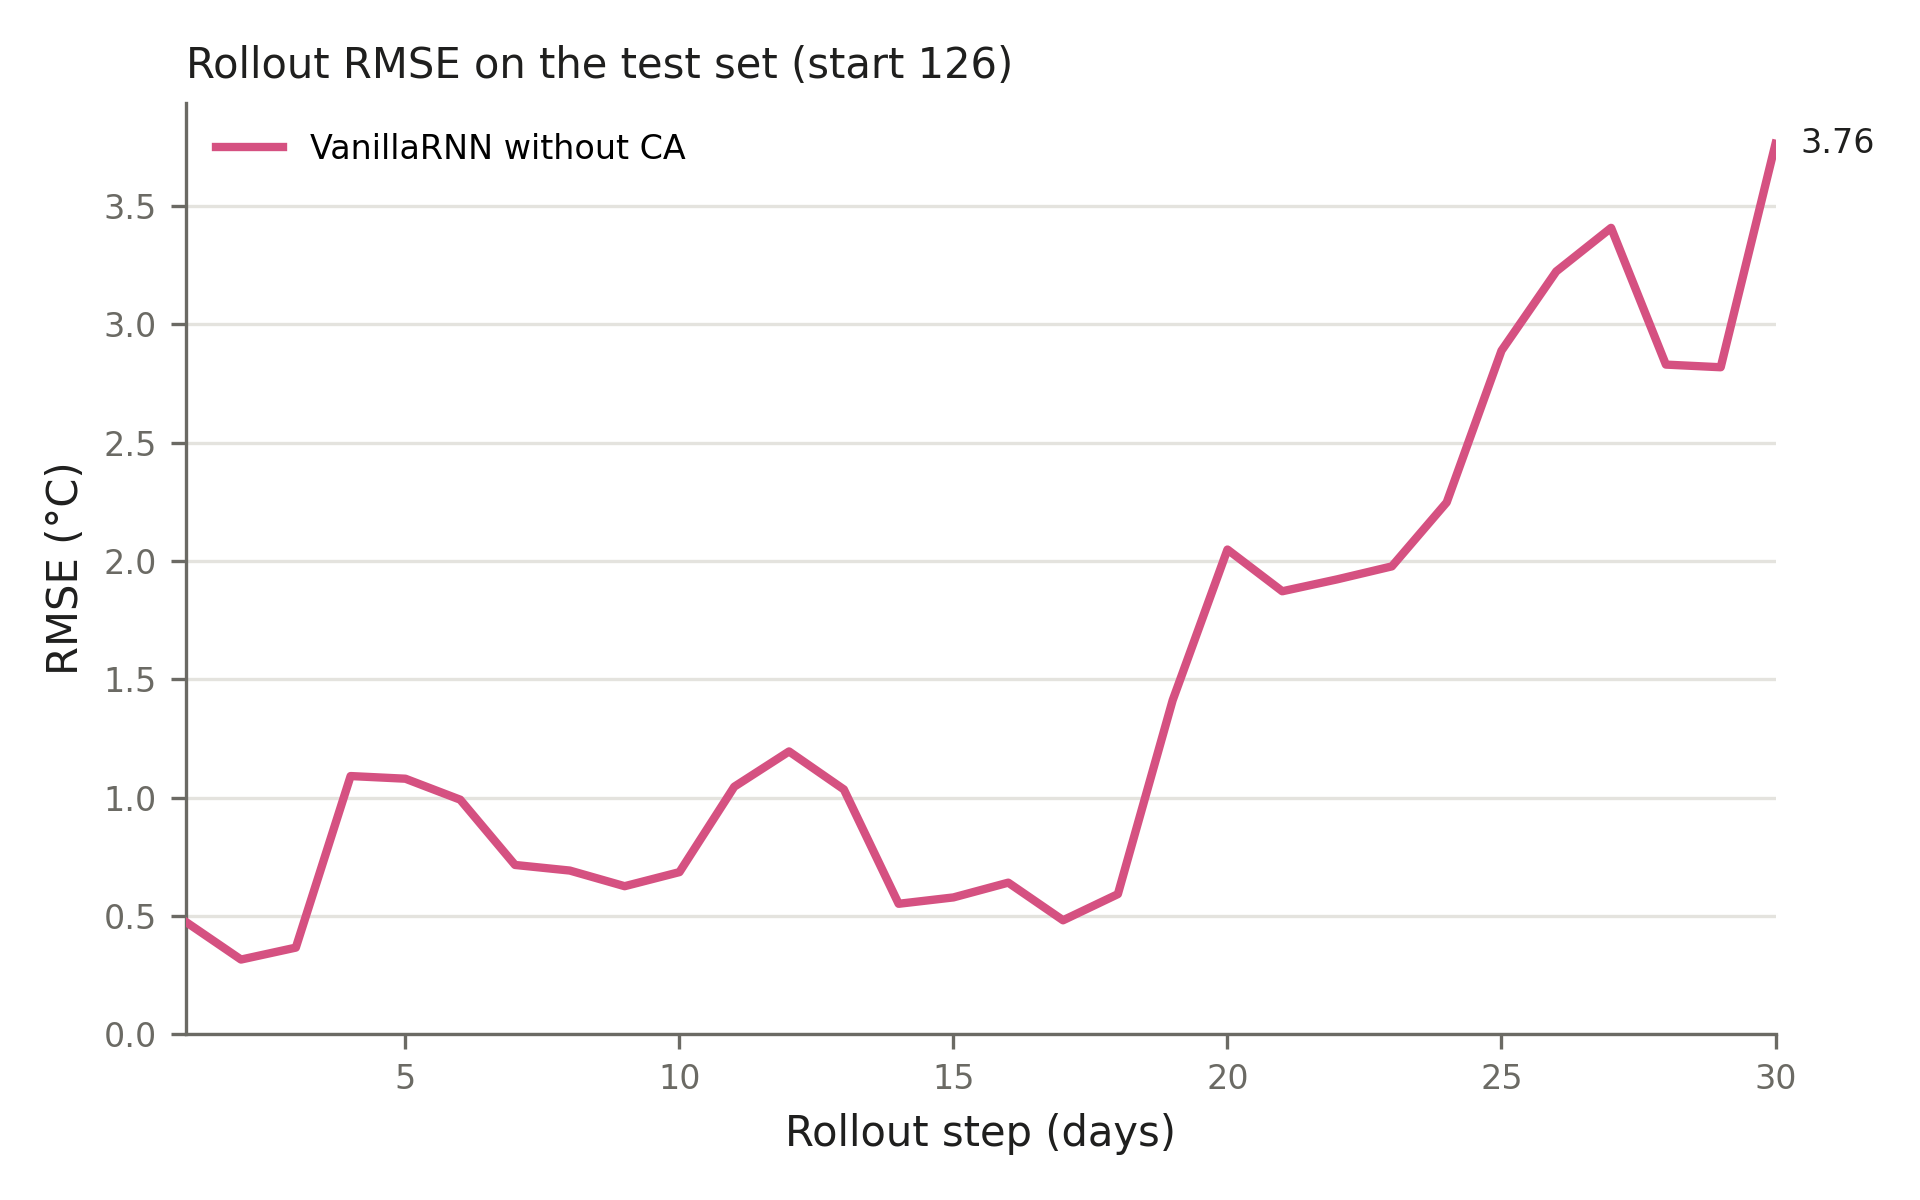 Rollout RMSE on the test set (start 126)
VanillaRNN without CA
3.76
3.5
3.0
2.5
2.0
1.5
1.0
0.5
0.0
RMSE (°C)
5 10 15 20 25 30
Rollout step (days)